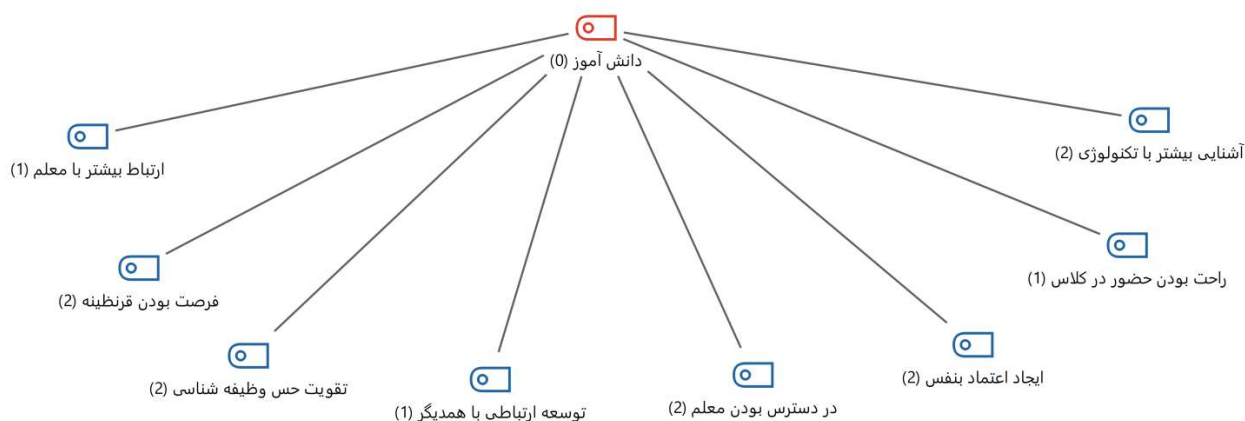 دانش آموز (0)
آشنایی بیشتر با تکنولوژی (2)
ارتباط بیشتر با معلم (1)
راحت بودن حضور در کلاس (1)
فرصت بودن قرنظینه (2)
ایجاد اعتماد بنفس (2)
تقویت حس وظیفه شناسی (2)
در دسترس بودن معلم (2)
توسعه ارتباطی با همدیگر (1)